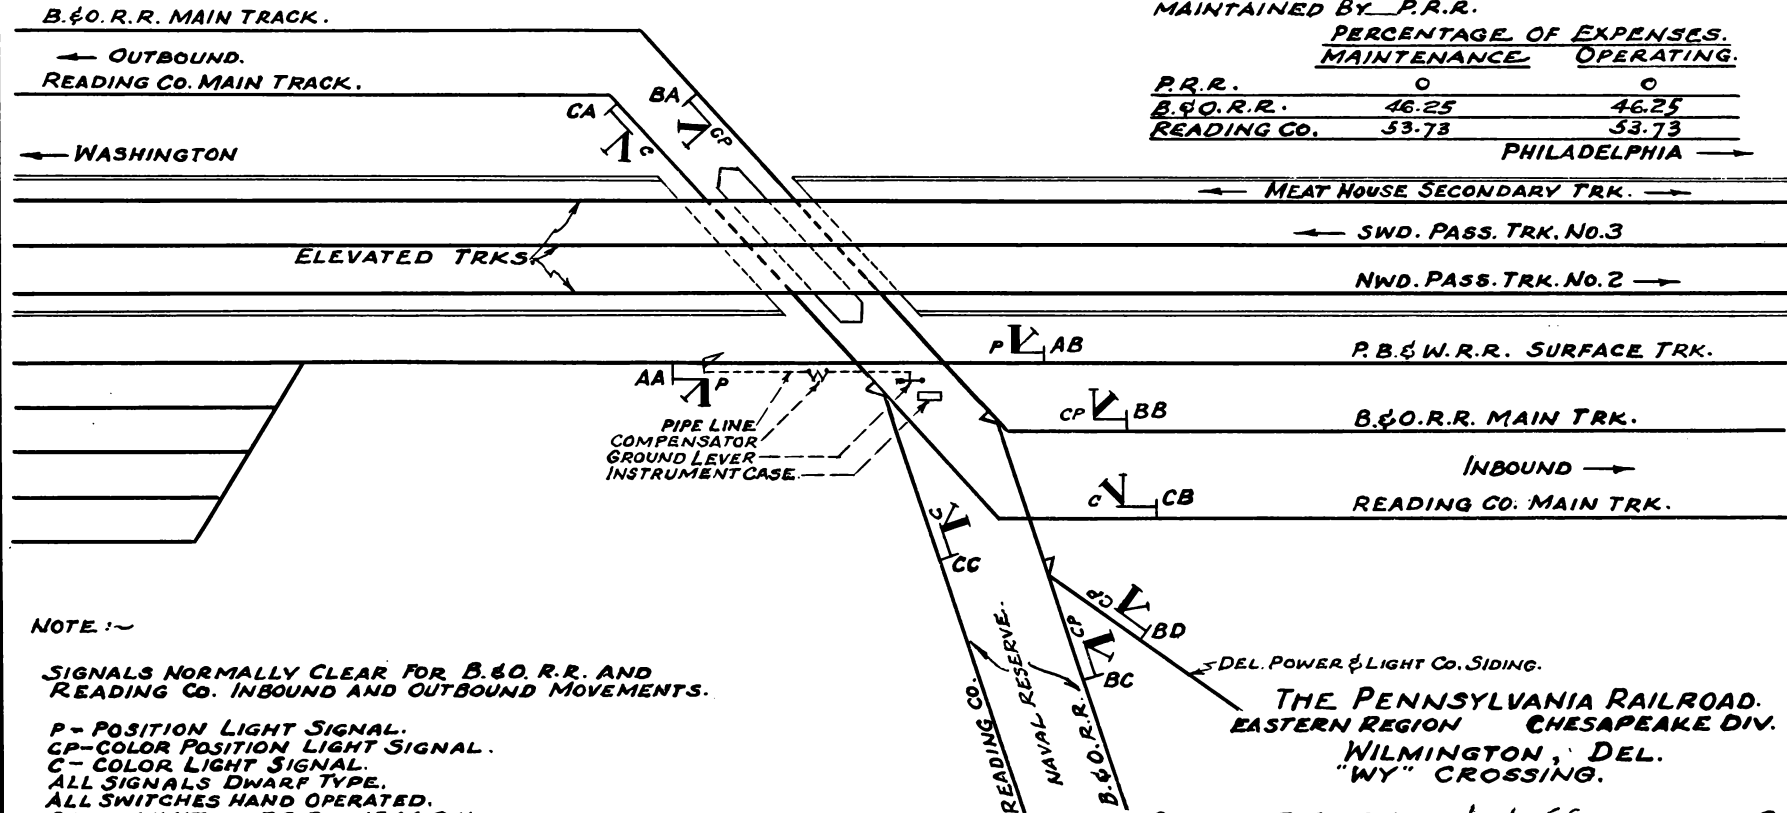 B.&O. R.R. MAIN TRACK.
← OUTBOUND.
READING CO. MAIN TRACK.
← WASHINGTON
MAINTAINED BY P.R.R.
PERCENTAGE OF EXPENSES.
MAINTENANCE OPERATING.
P.R.R. 0 0
B.&O.R.R. 46.25 46.25
READING CO. 53.73 53.73
PHILADELPHIA →
CA
C
BA
CP
← MEAT HOUSE SECONDARY TRK. →
← SWD. PASS. TRK. NO.3
ELEVATED TRKS.
NWD. PASS. TRK. NO.2 →
P AB
P.B.& W.R.R. SURFACE TRK.
AA P
CP BB
B.&O.R.R. MAIN TRK.
PIPE LINE
COMPENSATOR
GROUND LEVER
INSTRUMENT CASE.
INBOUND →
C CB
READING CO. MAIN TRK.
C
CC
CP
BD
CP
BC
DEL. POWER & LIGHT CO. SIDING.
READING CO.
NAVAL RESERVE.
B.&O.R.R.
NOTE :~
SIGNALS NORMALLY CLEAR FOR B.&O. R.R. AND
READING CO. INBOUND AND OUTBOUND MOVEMENTS.
P - POSITION LIGHT SIGNAL.
CP-COLOR POSITION LIGHT SIGNAL.
C - COLOR LIGHT SIGNAL.
ALL SIGNALS DWARF TYPE.
ALL SWITCHES HAND OPERATED.
THE PENNSYLVANIA RAILROAD.
EASTERN REGION CHESAPEAKE DIV.
WILMINGTON, DEL.
"WY" CROSSING.